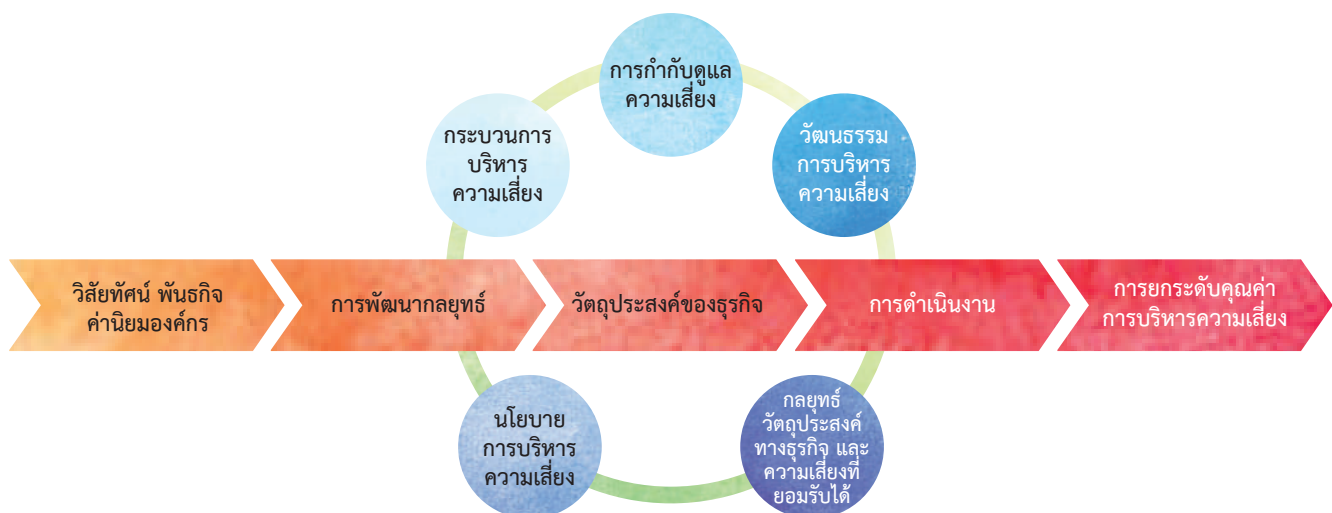 การกำกับดูแล
ความเสี่ยง
กระบวนการ
บริหาร
ความเสี่ยง
วัฒนธรรม
การบริหาร
ความเสี่ยง
วิสัยทัศน์ พันธกิจ
ค่านิยมองค์กร
การพัฒนากลยุทธ์
วัตถุประสงค์ของธุรกิจ
การดำเนินงาน
การยกระดับคุณค่า
การบริหารความเสี่ยง
นโยบาย
การบริหาร
ความเสี่ยง
กลยุทธ์
วัตถุประสงค์
ทางธุรกิจ และ
ความเสี่ยงที่
ยอมรับได้